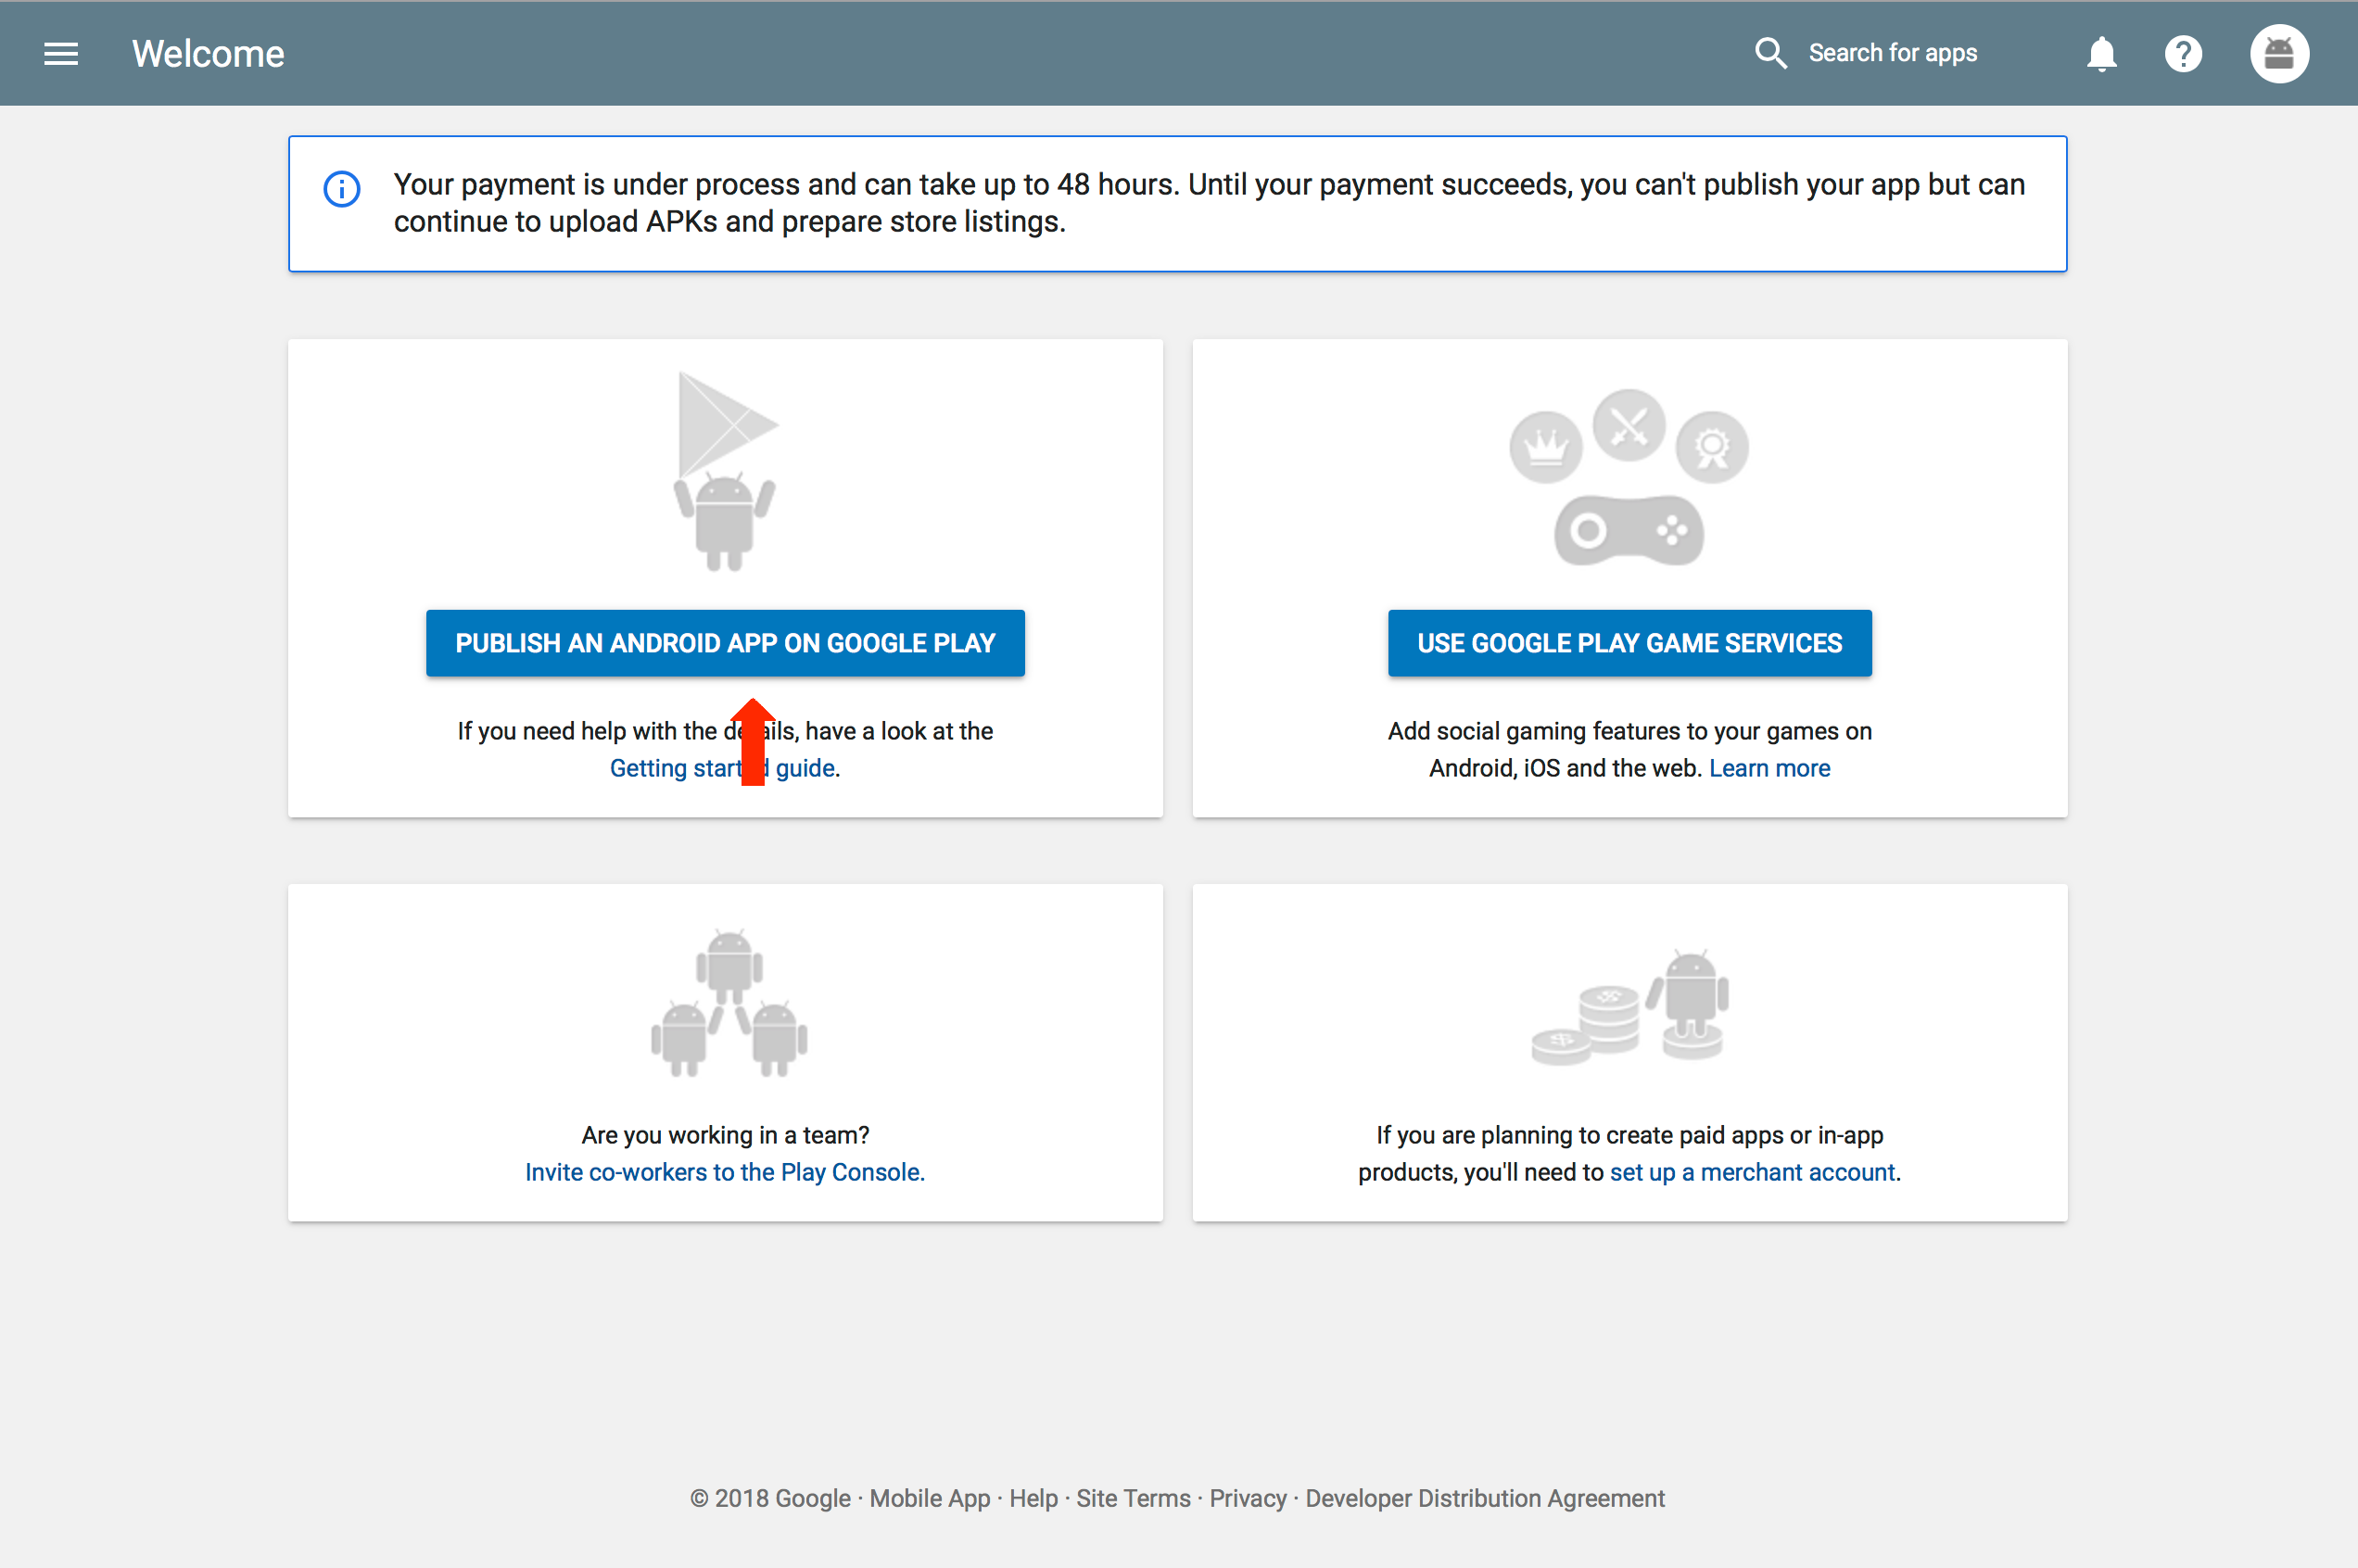 Welcome
Search for apps
Your payment is under process and can take up to 48 hours. Until your payment succeeds, you can't publish your app but can
continue to upload APKs and prepare store listings.
PUBLISH AN ANDROID APP ON GOOGLE PLAY
If you need help with the details, have a look at the
Getting started guide.
USE GOOGLE PLAY GAME SERVICES
Add social gaming features to your games on
Android, iOS and the web. Learn more
Are you working in a team?
Invite co-workers to the Play Console.
If you are planning to create paid apps or in-app
products, you'll need to set up a merchant account.
© 2018 Google · Mobile App · Help · Site Terms · Privacy · Developer Distribution Agreement